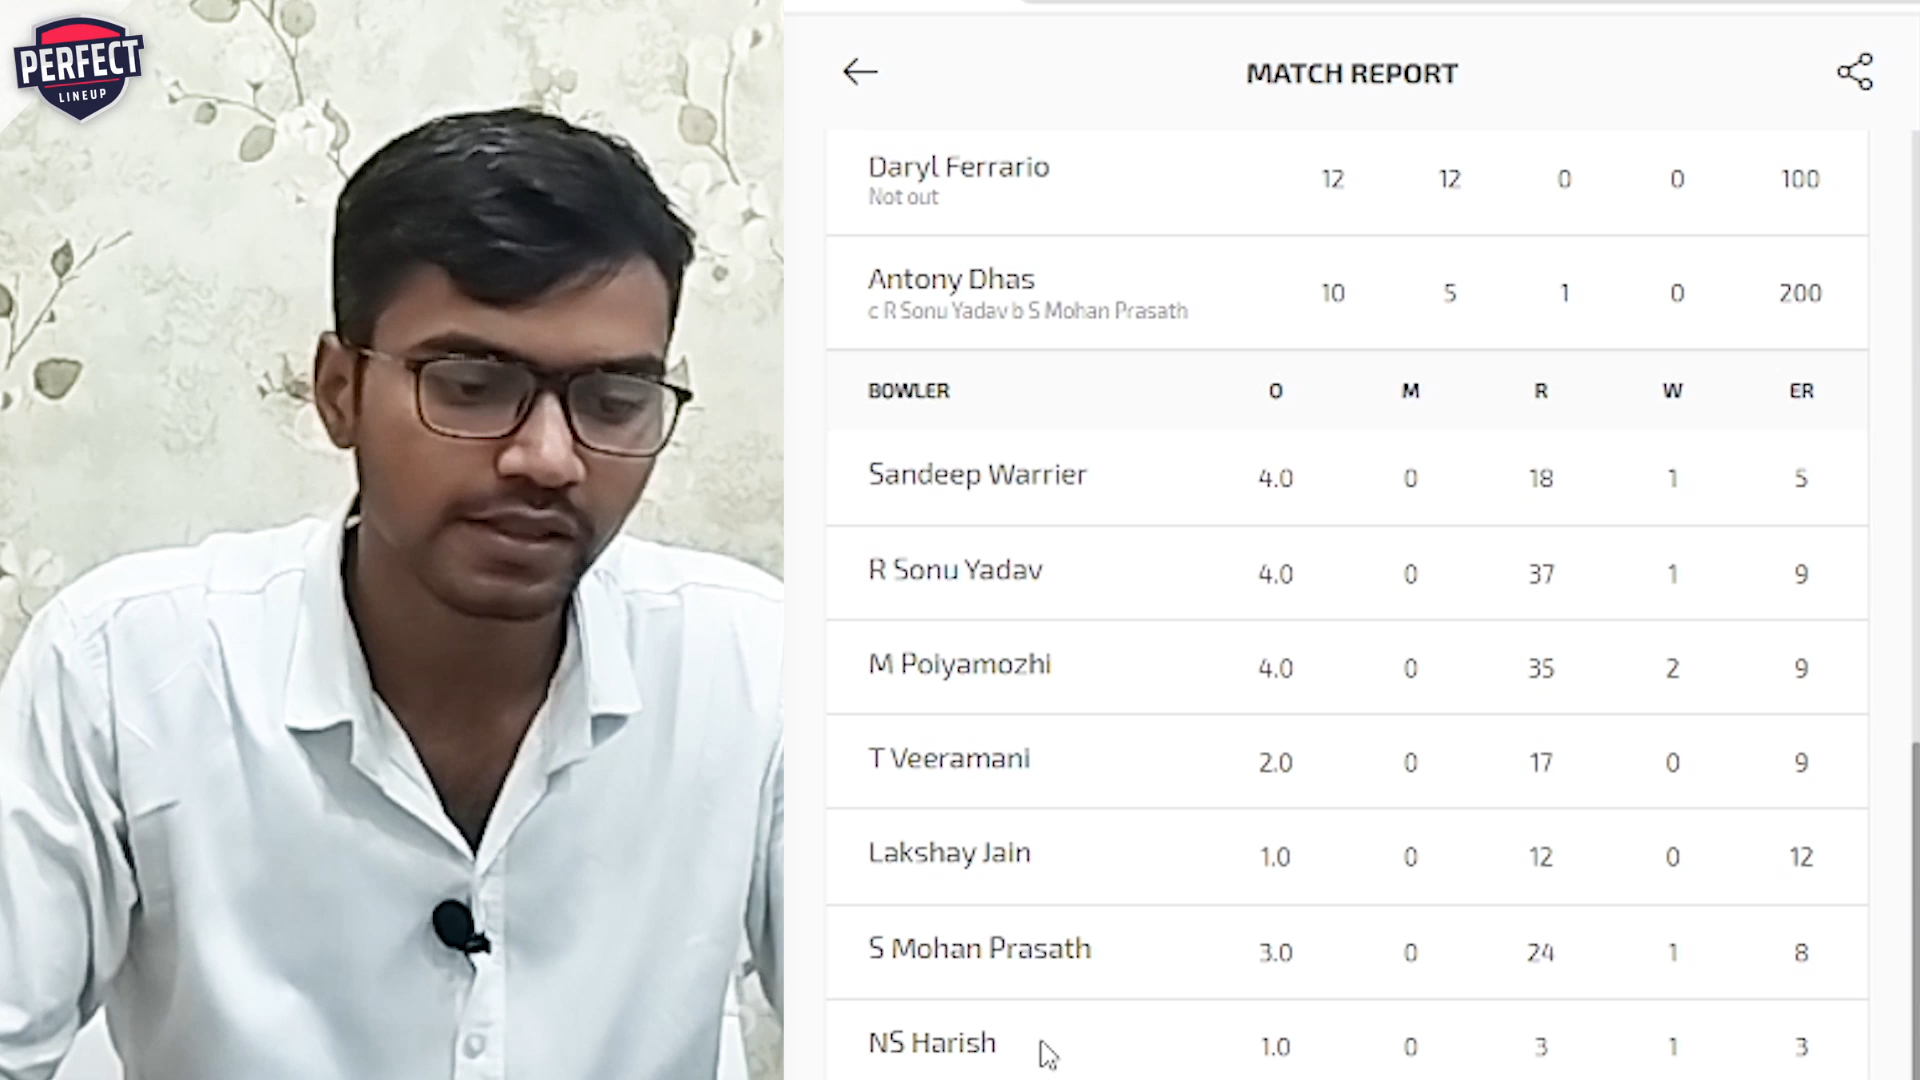 PERFECT
LINEUP
MATCH REPORT
Daryl Ferrario 12 12 0 0 100
Not out
Antony Dhas 10 5 1 0 200
c R Sonu Yadav b S Mohan Prasath
BOWLER O M R W ER
Sandeep Warrier 4.0 0 18 1 5
R Sonu Yadav 4.0 0 37 1 9
M Poiyamozhi 4.0 0 35 2 9
T Veeramani 2.0 0 17 0 9
Lakshay Jain 1.0 0 12 0 12
S Mohan Prasath 3.0 0 24 1 8
NS Harish 1.0 0 3 1 3